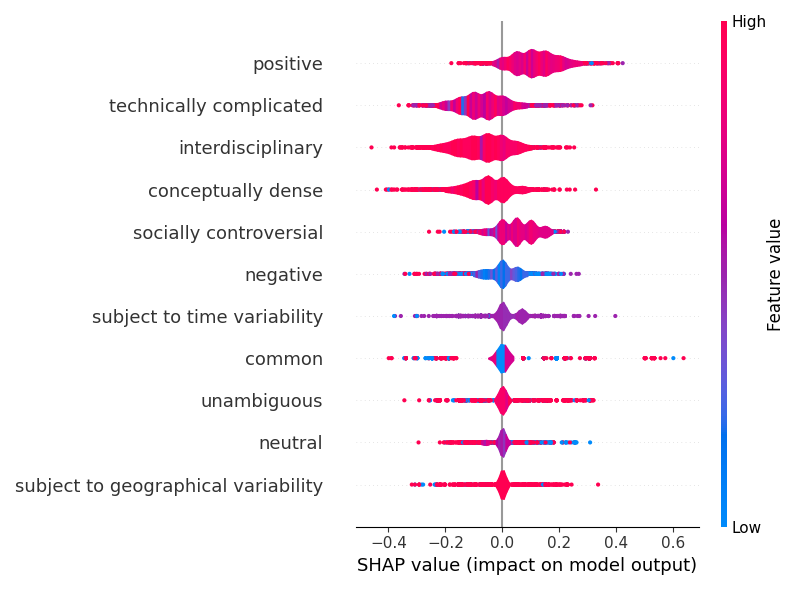 High
positive
technically complicated
interdisciplinary
conceptually dense
socially controversial
negative
subject to time variability
common
unambiguous
neutral
subject to geographical variability
Low
Feature value
−0.4 −0.2 0.0 0.2 0.4 0.6
SHAP value (impact on model output)